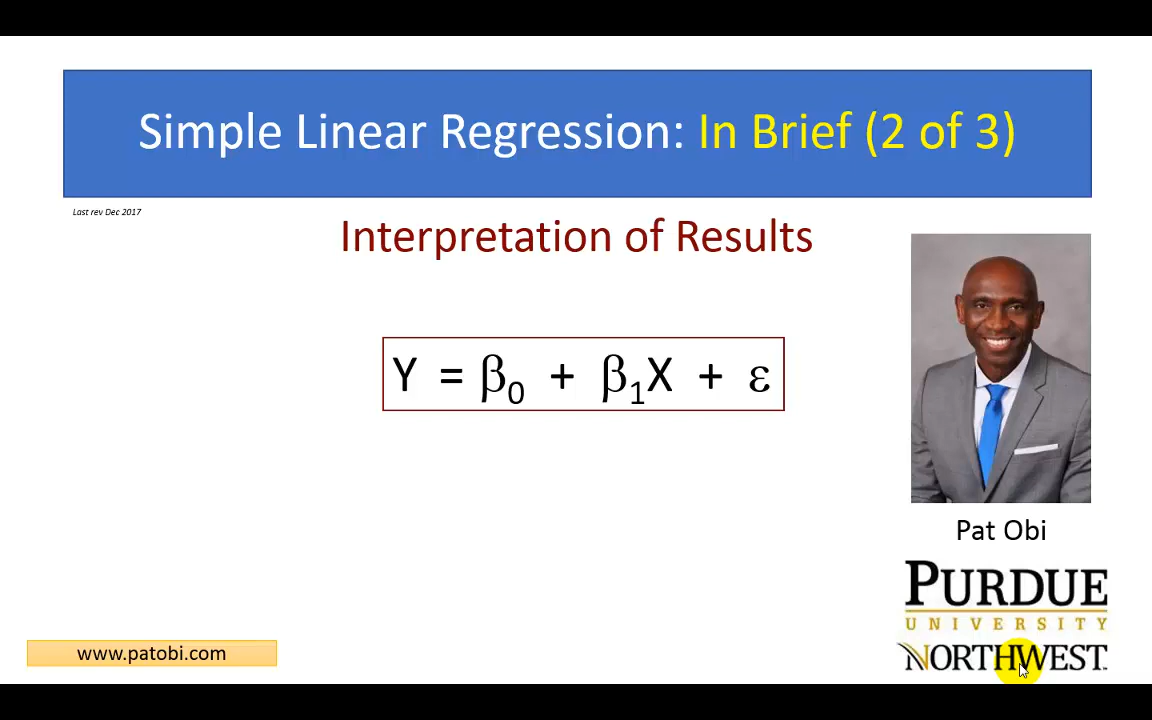 Simple Linear Regression: In Brief (2 of 3)
Last rev Dec 2017
Interpretation of Results
Y = β₀ + β₁X + ε
Pat Obi
PURDUE
UNIVERSITY
NORTHWEST.
www.patobi.com